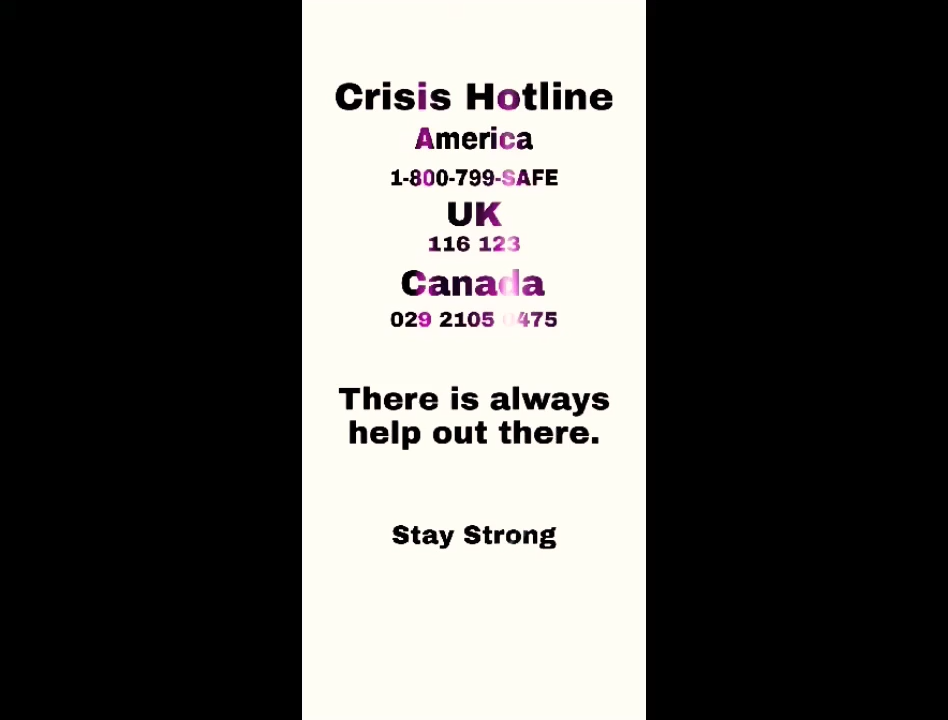 Crisis Hotline
America
1-800-799-SAFE
UK
116 123
Canada
029 2105 0475
There is always
help out there.
Stay Strong